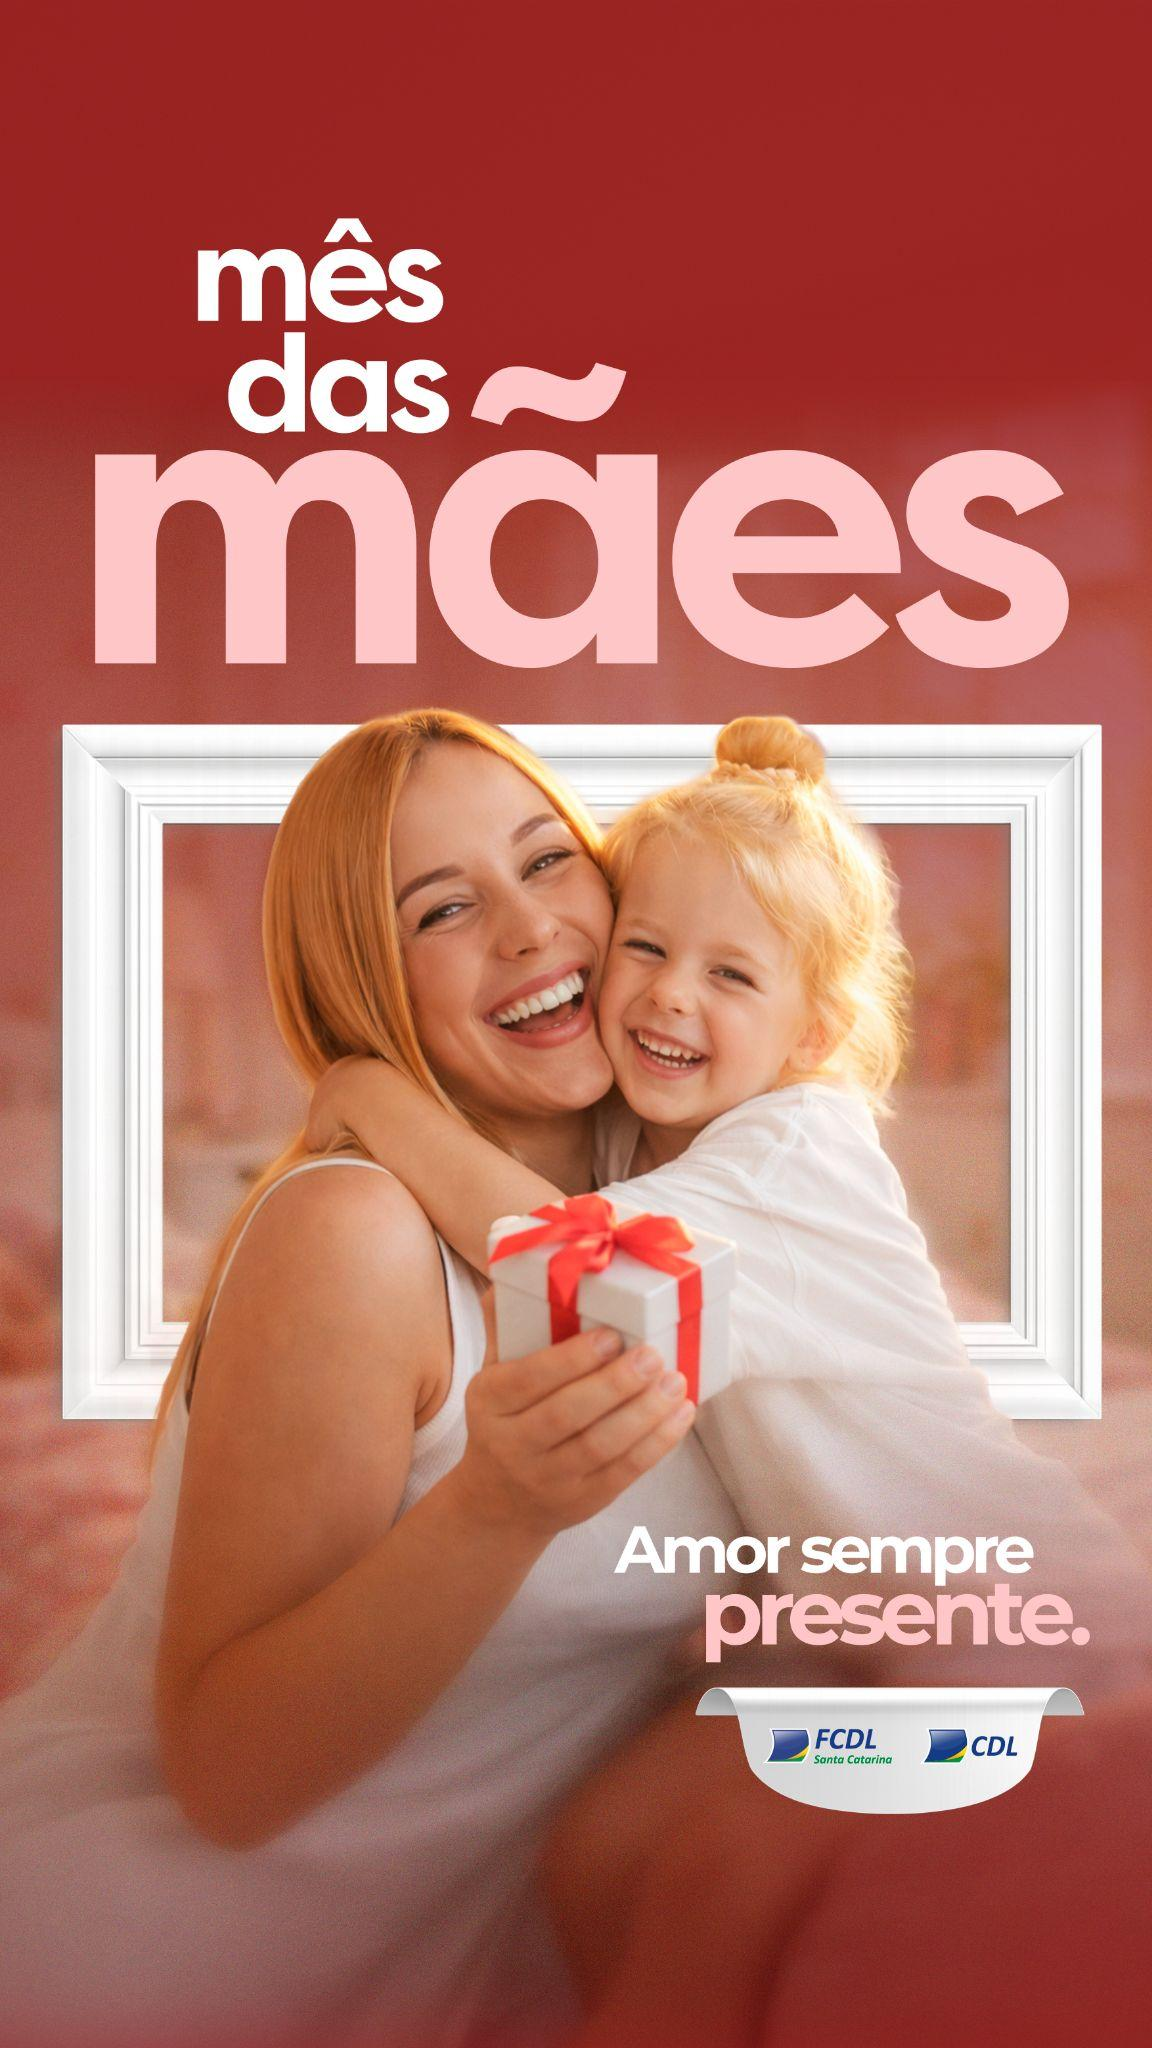 mês
das
mães
Amor sempre
presente.
FCDL
Santa Catarina
CDL